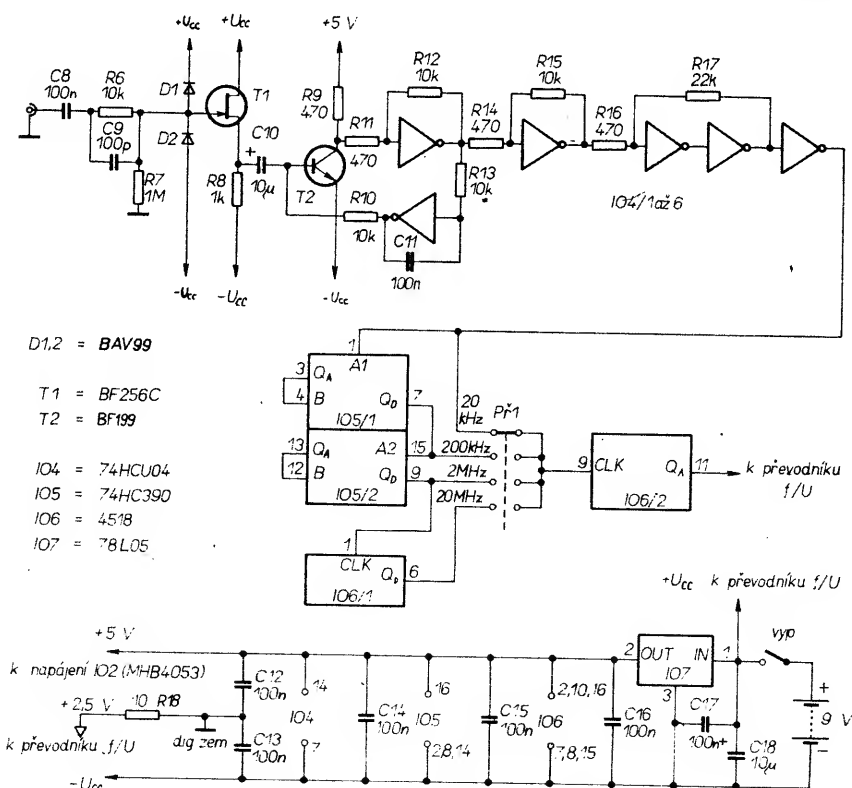 +Ucc
+Ucc
+5 V
C8
100n
R6
10k
C9
100p
R7
1M
D1
D2
T1
R8
1k
C10
+
10μ
R9
470
T2
R11
470
R12
10k
R10
10k
C11
100n
R13
10k
R14
470
R15
10k
R16
470
R17
22k
IO4/1až 6
-Ucc
-Ucc
-Ucc
D1,2 = BAV99
T1 = BF256C
T2 = BF199
IO4 = 74HCU04
IO5 = 74HC390
IO6 = 4518
IO7 = 78L05
1
A1
3 QA
4 B
QD 7
IO5/1
13 QA
12 B
A2 15
QD 9
IO5/2
1
CLK
QD 6
IO6/1
20 kHz
200kHz
2MHz
20MHz
Př1
9 CLK QA 11
IO6/2
k převodníku f/U
+Ucc k převodníku f/U
+5 V
k napájení IO2 (MHB4053)
+2,5 V
10 R18
dig zem
k převodníku f/U
-Ucc
C12
100n
C13
100n
14
IO4
7
C14
100n
16
IO5
2,8,14
C15
100n
2,10,16
IO6
7,8,15
C16
100n
2 OUT IN 1
IO7
3
C17
100n
+
C18
10μ
vyp
+
9 V
−